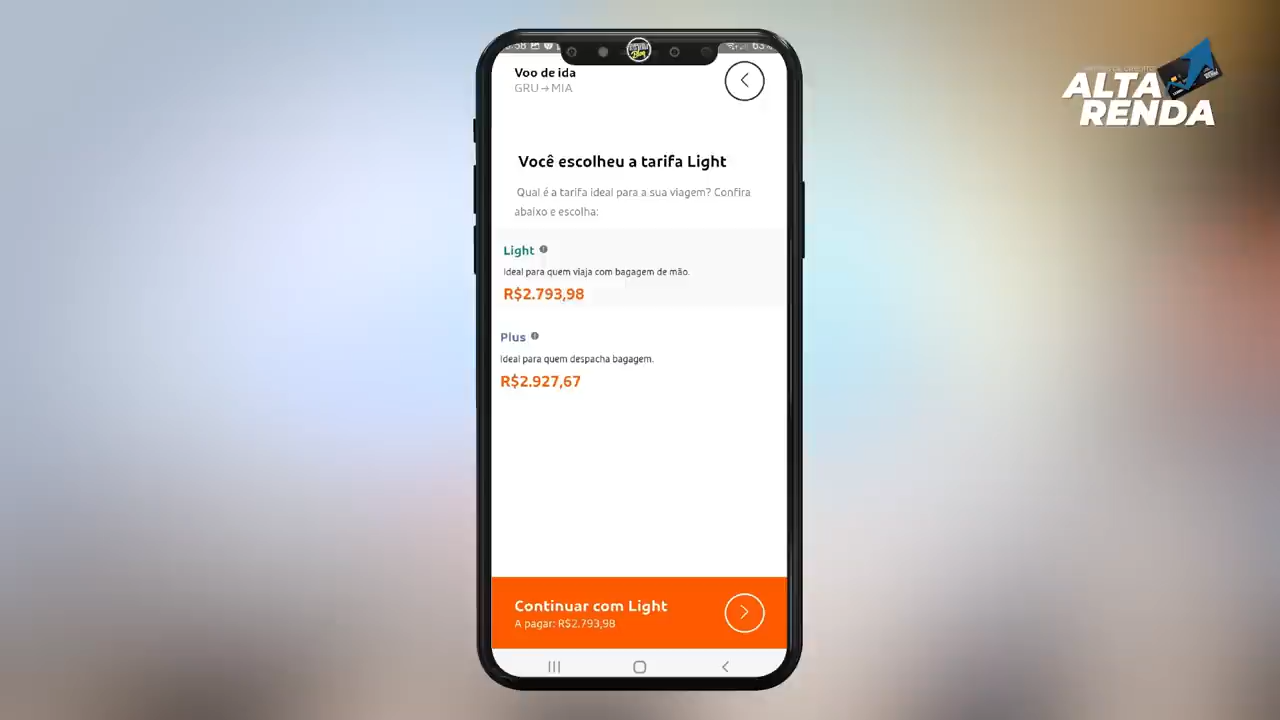 Voo de ida
GRU → MIA
Você escolheu a tarifa Light
Qual é a tarifa ideal para a sua viagem? Confira
abaixo e escolha:
Light
Ideal para quem viaja com bagagem de mão.
R$2.793,98
Plus
Ideal para quem despacha bagagem.
R$2.927,67
Continuar com Light
A pagar: R$2.793,98
ALTA
RENDA